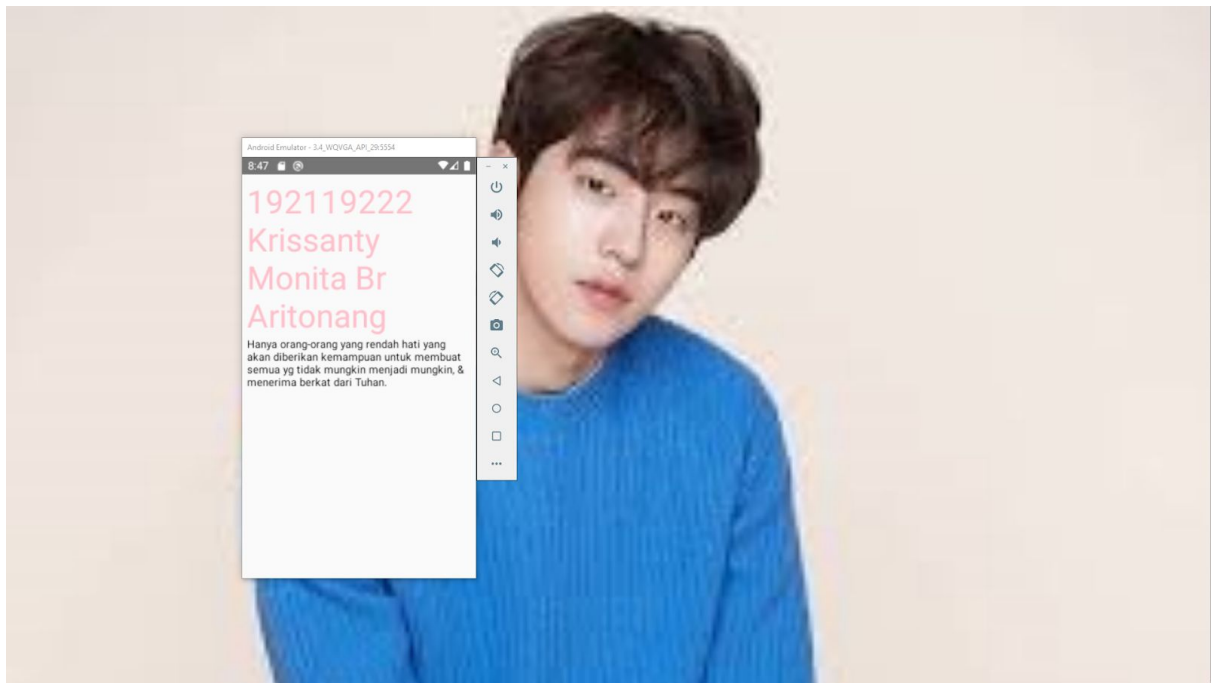 Android Emulator - 3.4_WQVGA_API_29:5554
8:47
192119222
Krissanty
Monita Br
Aritonang
Hanya orang-orang yang rendah hati yang
akan diberikan kemampuan untuk membuat
semua yg tidak mungkin menjadi mungkin, &
menerima berkat dari Tuhan.